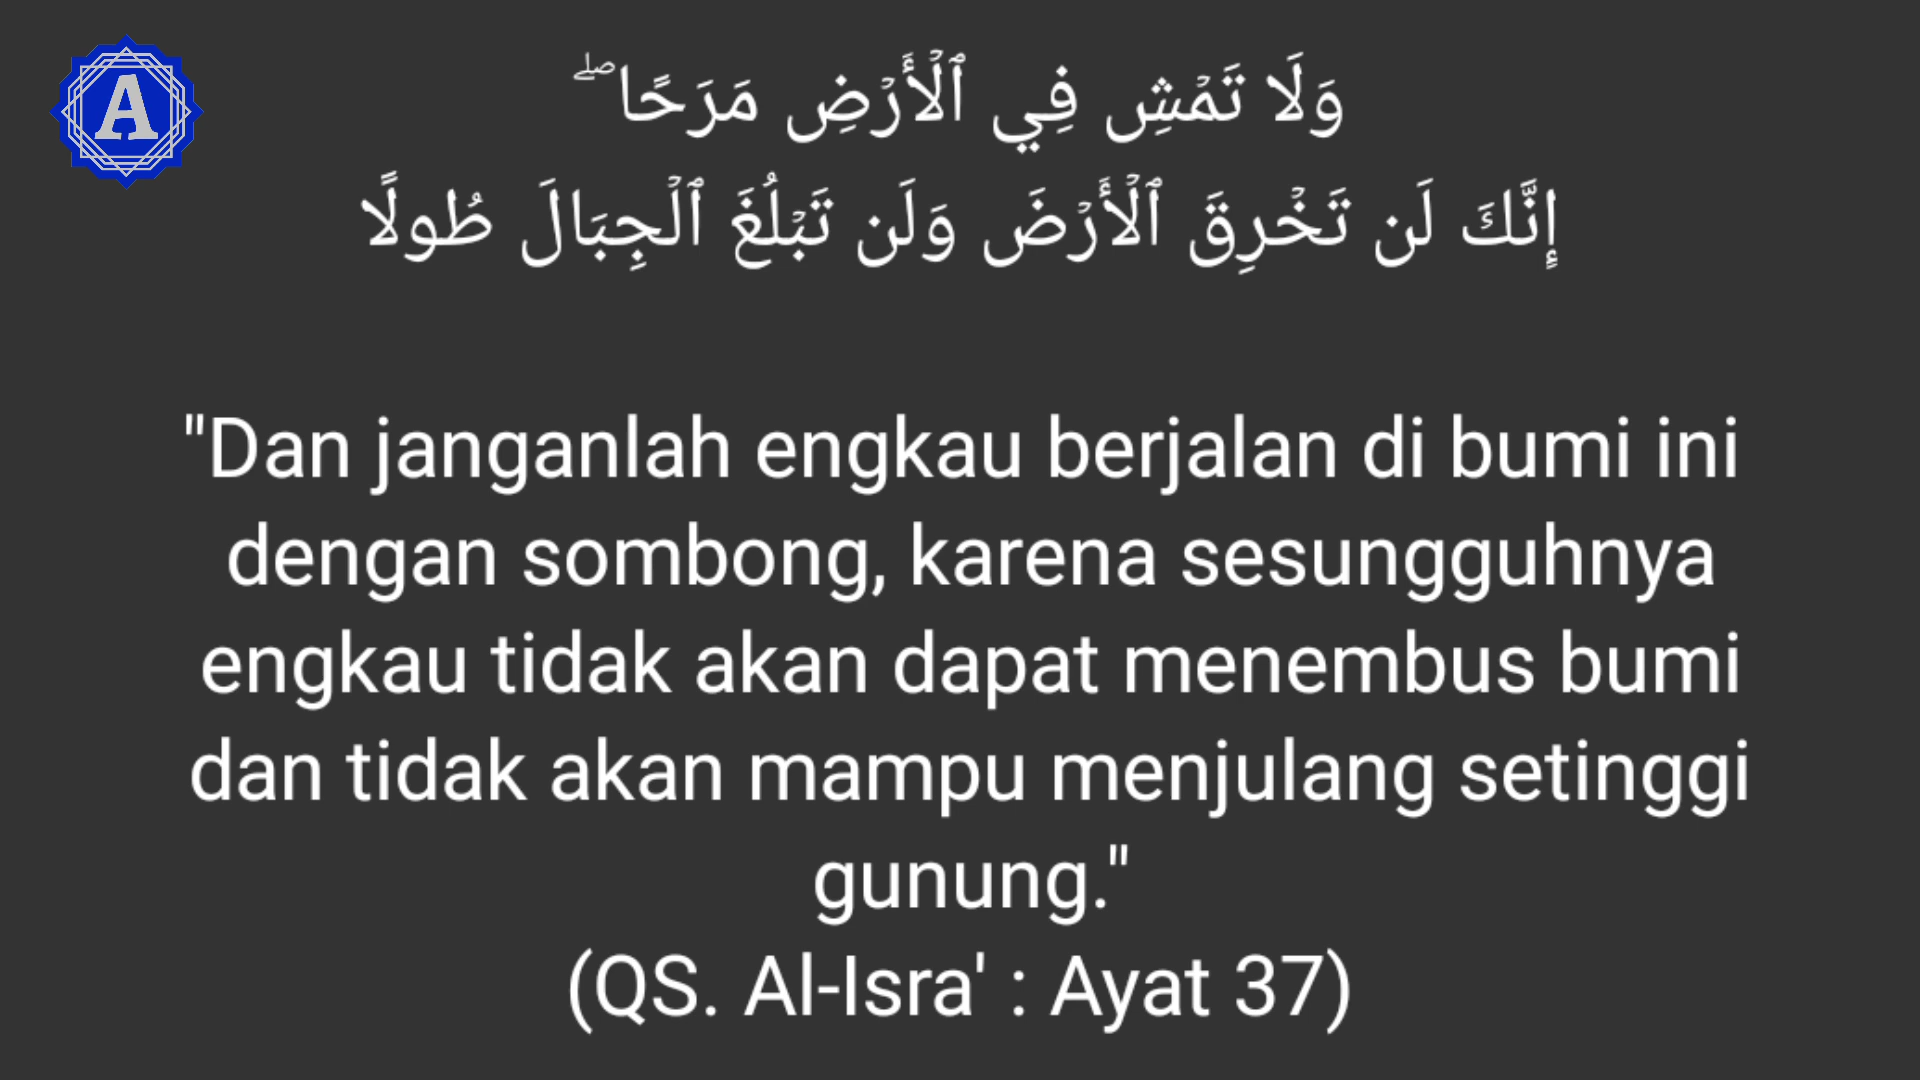 A
وَلَا تَمْشِ فِي ٱلْأَرْضِ مَرَحًا ۖ
إِنَّكَ لَن تَخْرِقَ ٱلْأَرْضَ وَلَن تَبْلُغَ ٱلْجِبَالَ طُولًا
"Dan janganlah engkau berjalan di bumi ini
dengan sombong, karena sesungguhnya
engkau tidak akan dapat menembus bumi
dan tidak akan mampu menjulang setinggi
gunung."
(QS. Al-Isra' : Ayat 37)